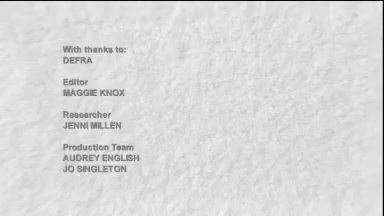 With thanks to:
DEFRA
Editor
MAGGIE KNOX
Researcher
JENNI MILLEN
Production Team
AUDREY ENGLISH
JO SINGLETON